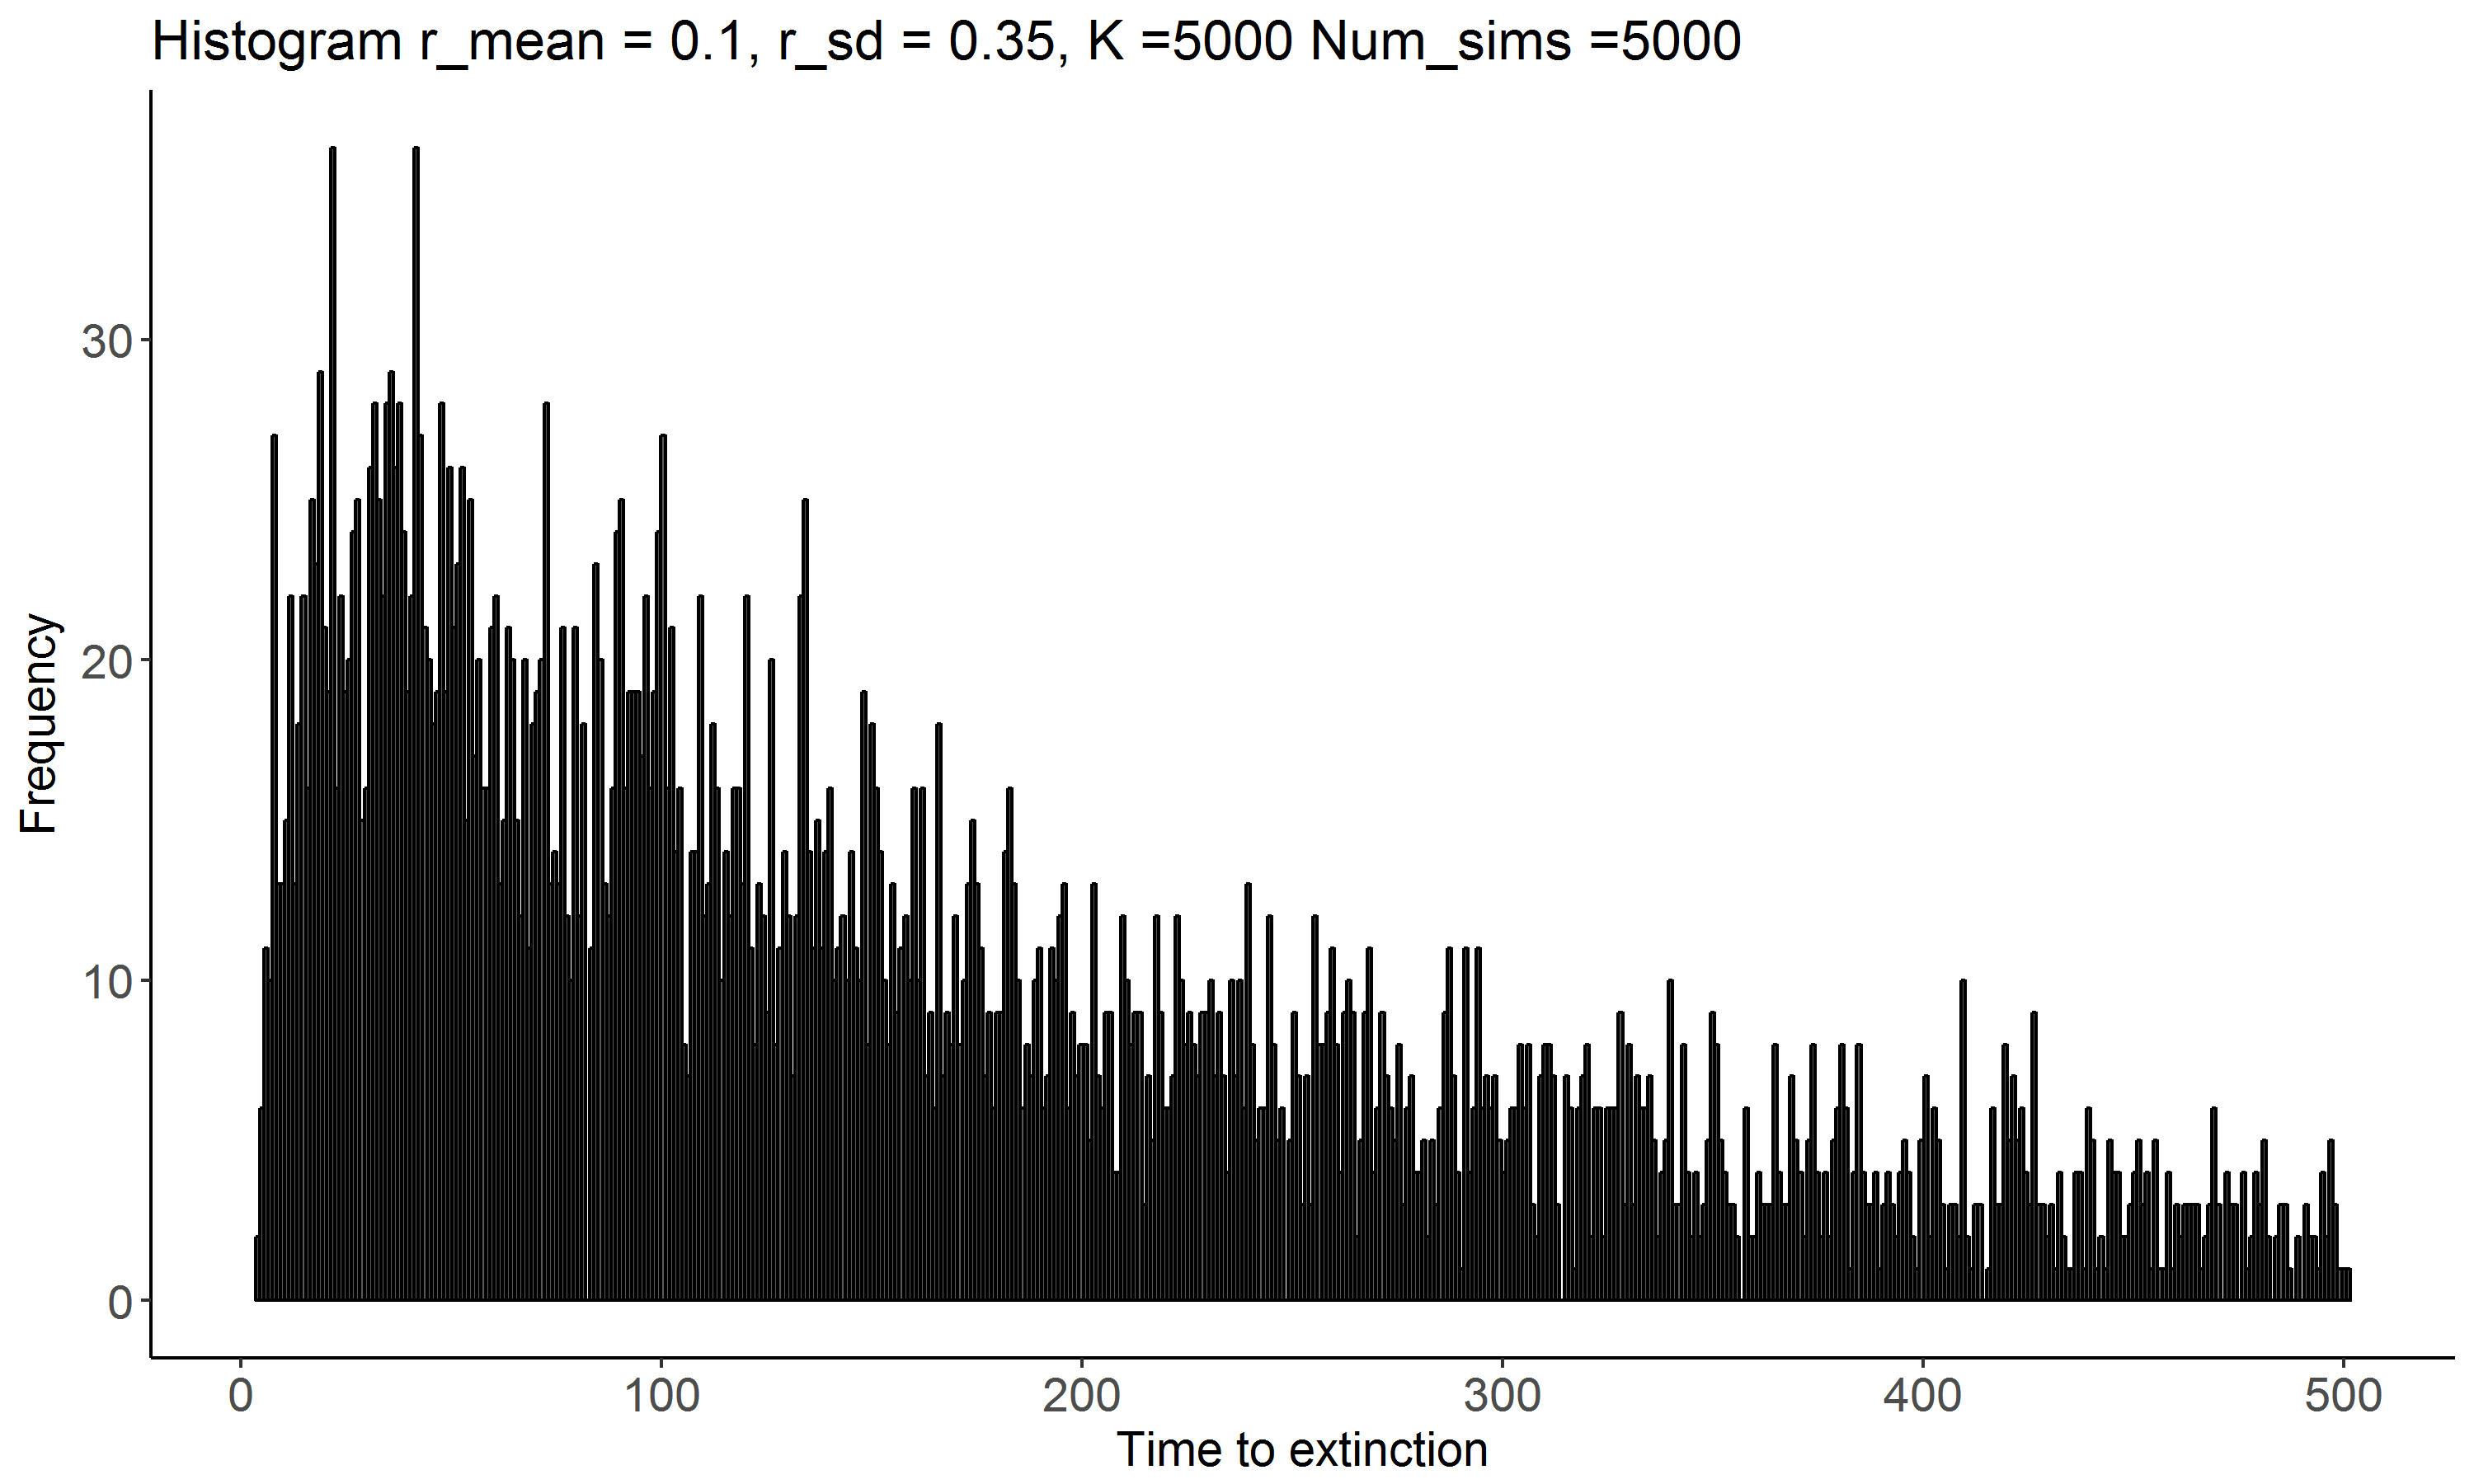 Histogram r_mean = 0.1, r_sd = 0.35, K =5000 Num_sims =5000
30
20
10
0
Frequency
0 100 200 300 400 500
Time to extinction